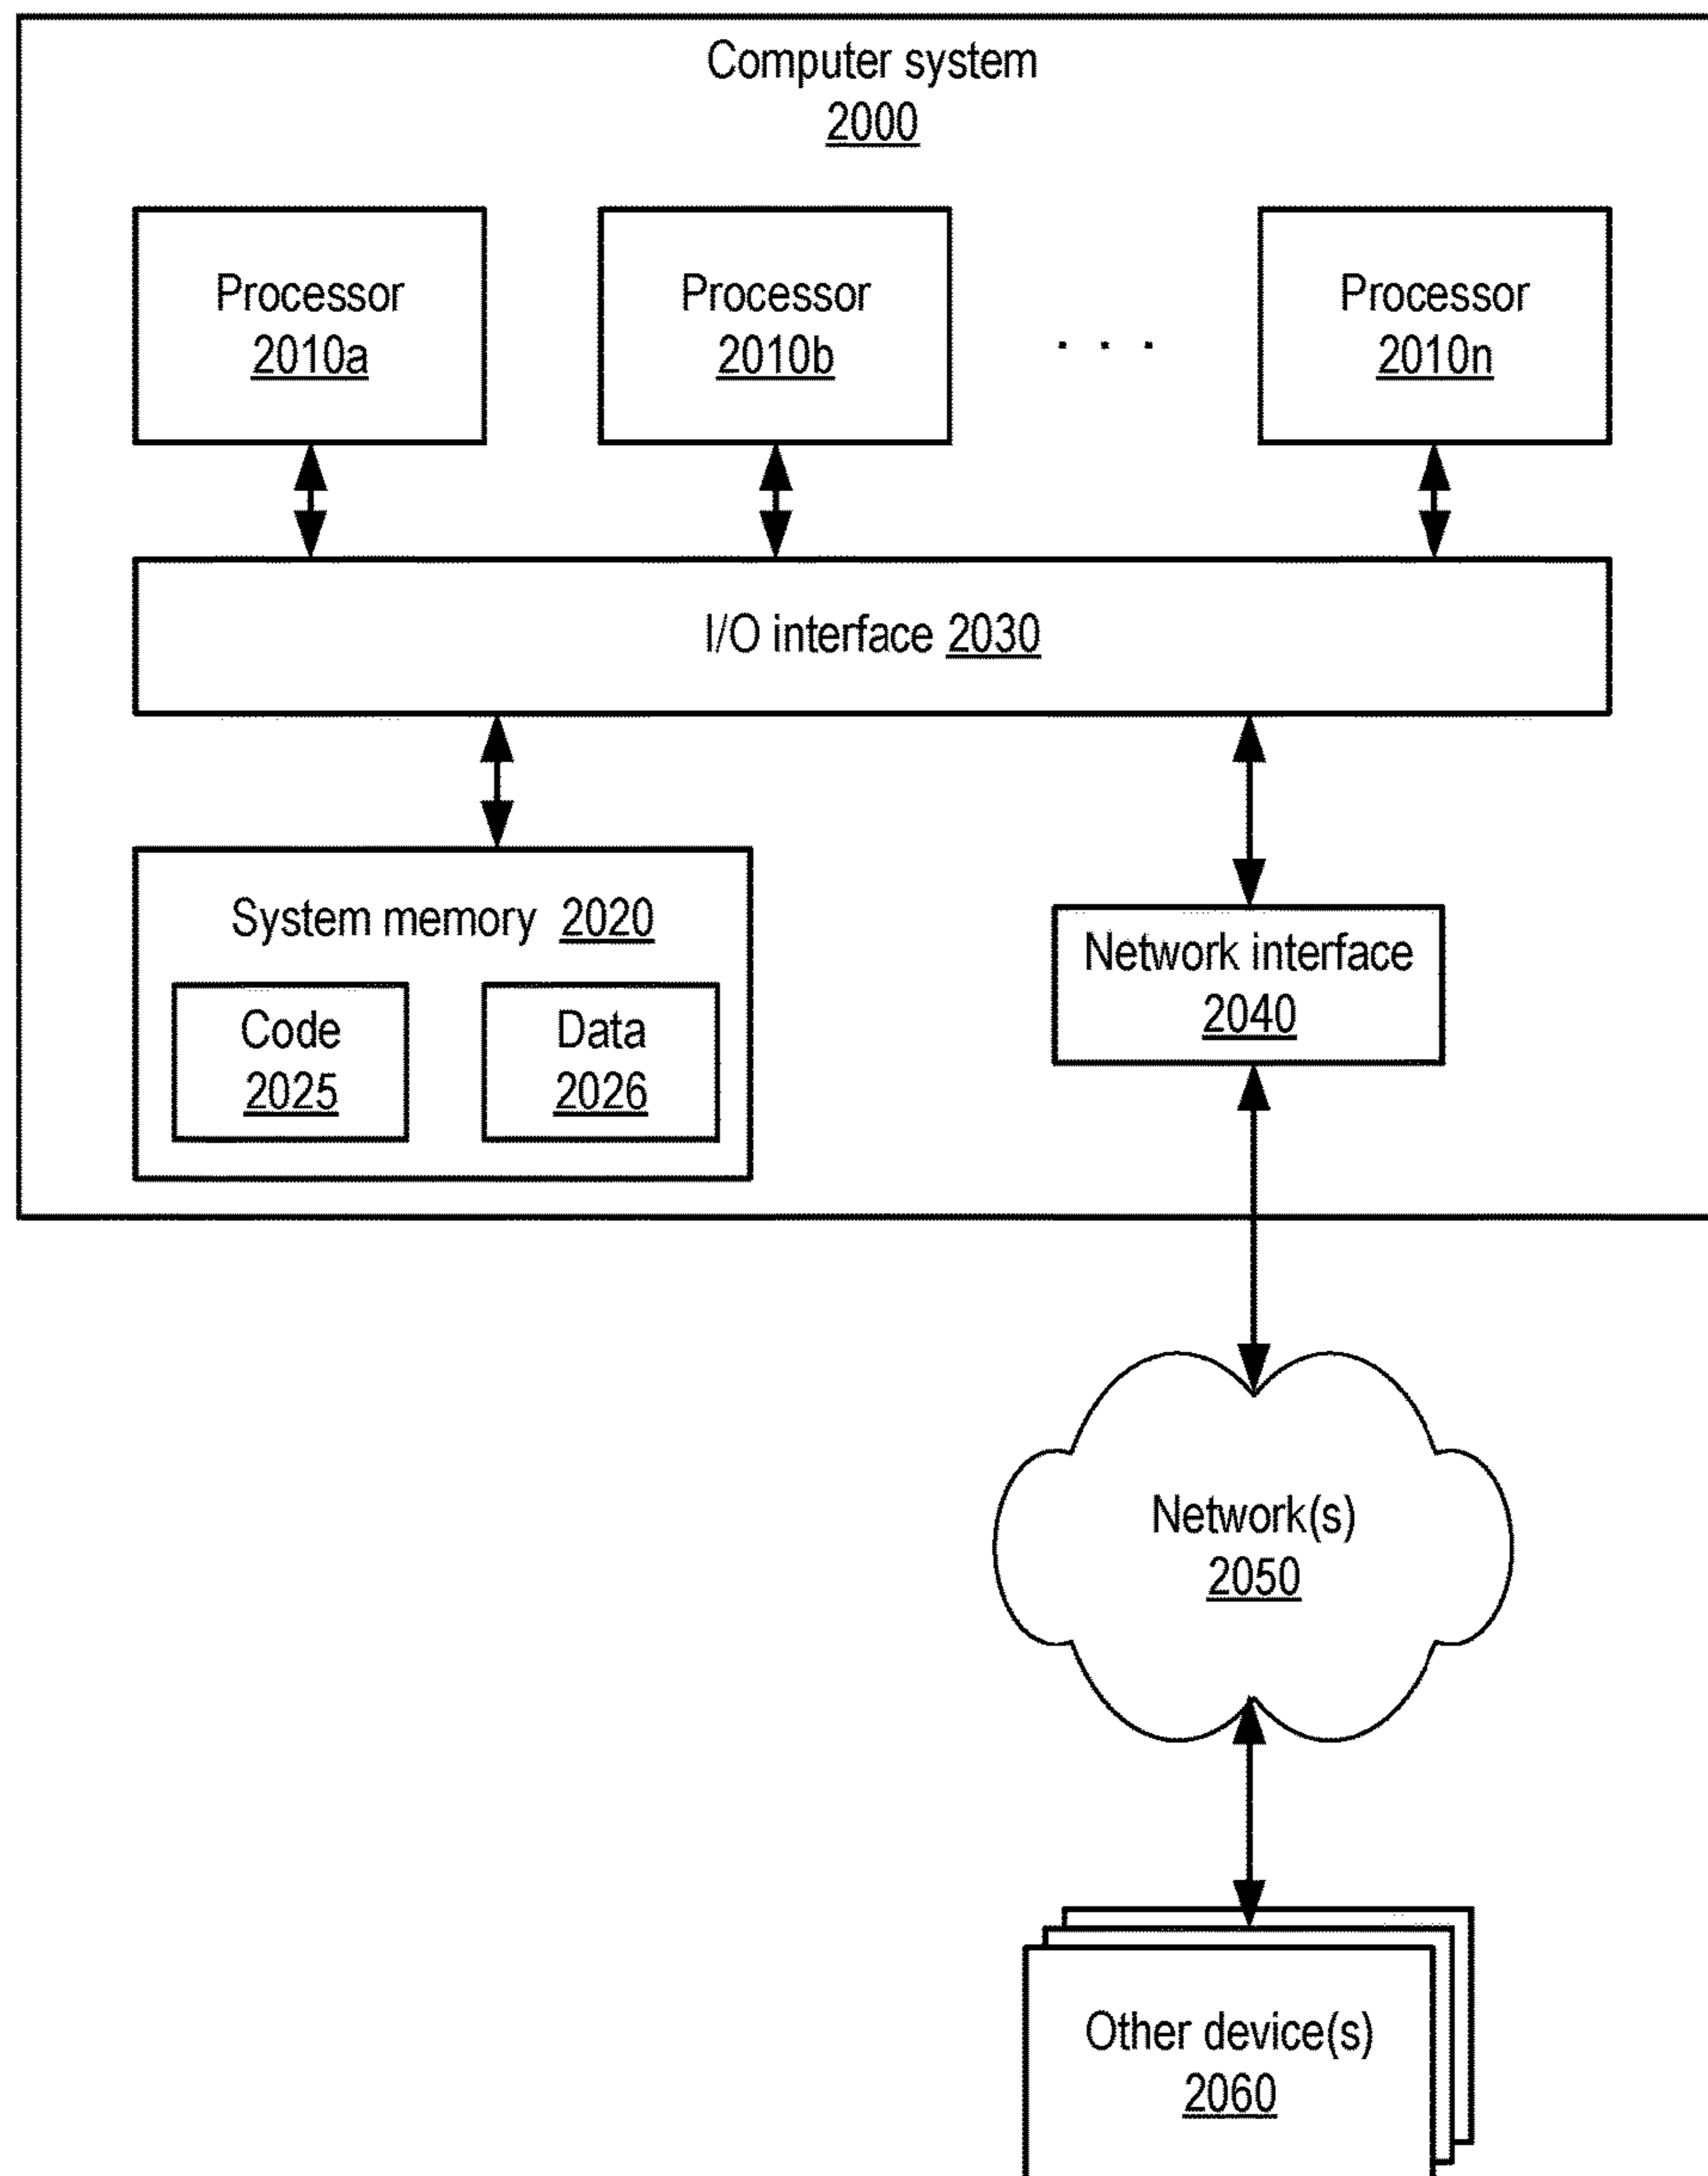 Computer system
2000
Processor
2010a
Processor
2010b
. . .
Processor
2010n
I/O interface 2030
System memory 2020
Code
2025
Data
2026
Network interface
2040
Network(s)
2050
Other device(s)
2060